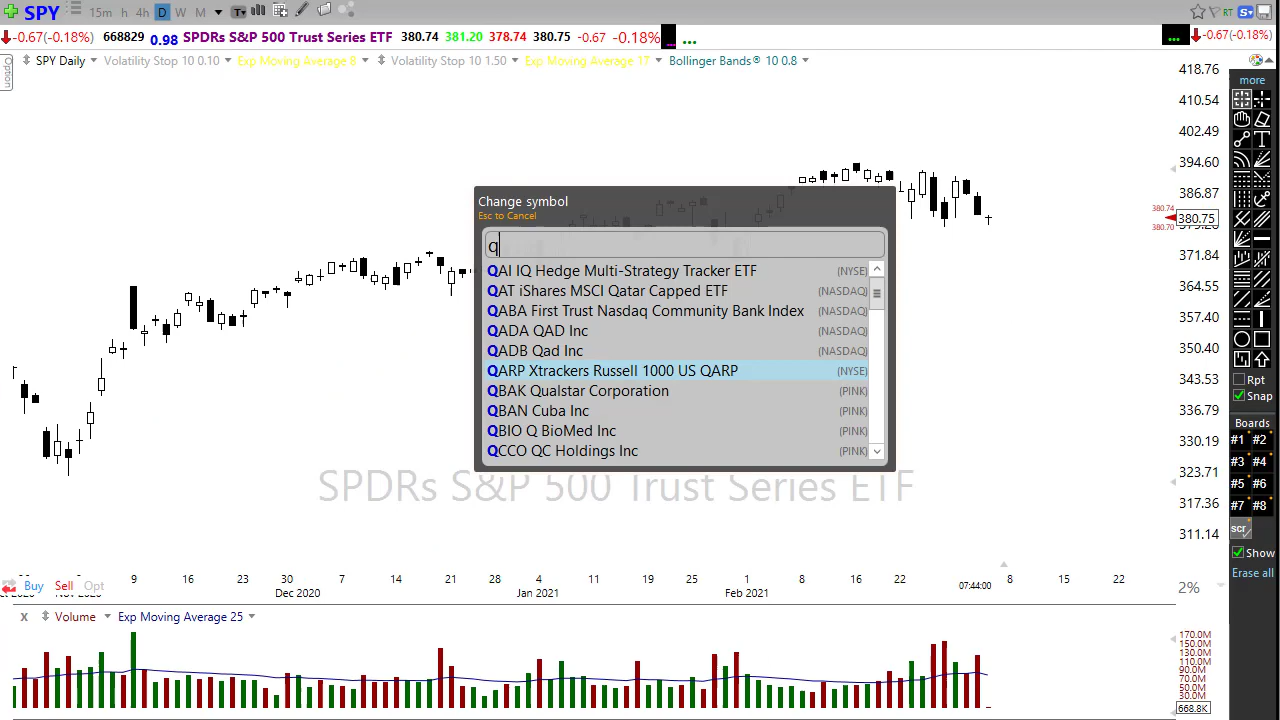 SPY 15m h 4h D W M T
RT S
-0.67(-0.18%) 668829 0.98 SPDRs S&P 500 Trust Series ETF 380.74 381.20 378.74 380.75 -0.67 -0.18% ... ... -0.67(-0.18%)
Option
SPY Daily Volatility Stop 10 0.10 Exp Moving Average 8 Volatility Stop 10 1.50 Exp Moving Average 17 Bollinger Bands® 10 0.8
418.76
410.54
402.49
394.60
386.87
380.74
380.75
380.70
371.84
364.55
357.40
350.40
343.53
336.79
330.19
323.71
317.36
311.14
more
Rpt
Snap
Boards
#1 #2
#3 #4
#5 #6
#7 #8
scr
Show
Erase all
Change symbol
Esc to Cancel
q
QAI IQ Hedge Multi-Strategy Tracker ETF (NYSE)
QAT iShares MSCI Qatar Capped ETF (NASDAQ)
QABA First Trust Nasdaq Community Bank Index (NASDAQ)
QADA QAD Inc (NASDAQ)
QADB Qad Inc (NASDAQ)
QARP Xtrackers Russell 1000 US QARP (NYSE)
QBAK Qualstar Corporation (PINK)
QBAN Cuba Inc (PINK)
QBIO Q BioMed Inc (PINK)
QCCO QC Holdings Inc (PINK)
SPDRs S&P 500 Trust Series ETF
Buy Sell Opt
9 16 23 30 7 14 21 28 4 11 19 25 1 8 16 22 07:44:00 8 15 22
Dec 2020 Jan 2021 Feb 2021
2%
x Volume Exp Moving Average 25
170.0M
150.0M
130.0M
110.0M
90.0M
70.0M
50.0M
30.0M
668.8K